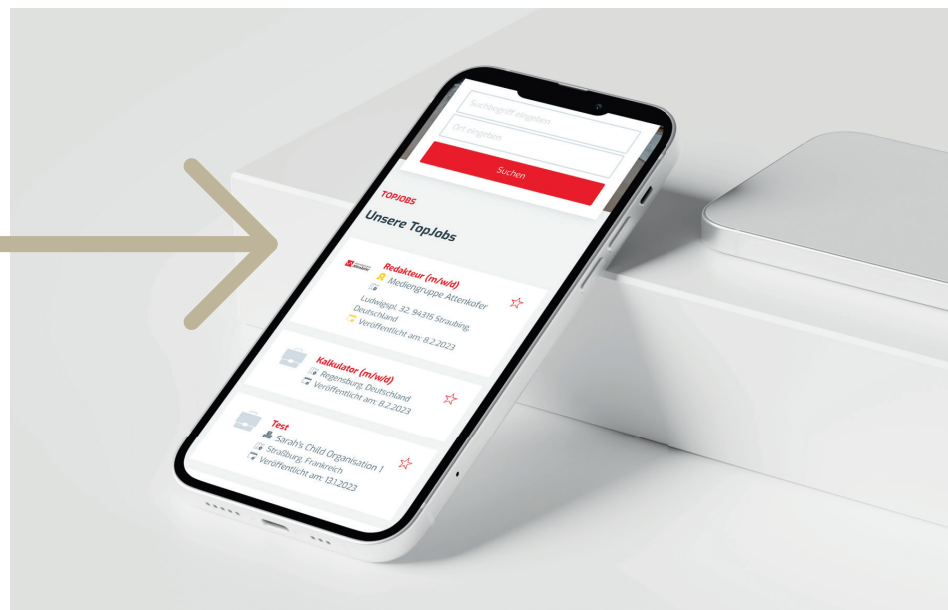 Suchbegriff eingeben
Ort eingeben
Suchen
TOPJOBS
Unsere TopJobs
Redakteur (m/w/d)
Mediengruppe Attenkofer
Ludwigspl. 32, 94315 Straubing,
Deutschland
Veröffentlicht am: 8.2.2023
Kalkulator (m/w/d)
Regensburg, Deutschland
Veröffentlicht am: 8.2.2023
Test
Sarah's Child Organisation 1
Straßburg, Frankreich
Veröffentlicht am: 13.1.2023